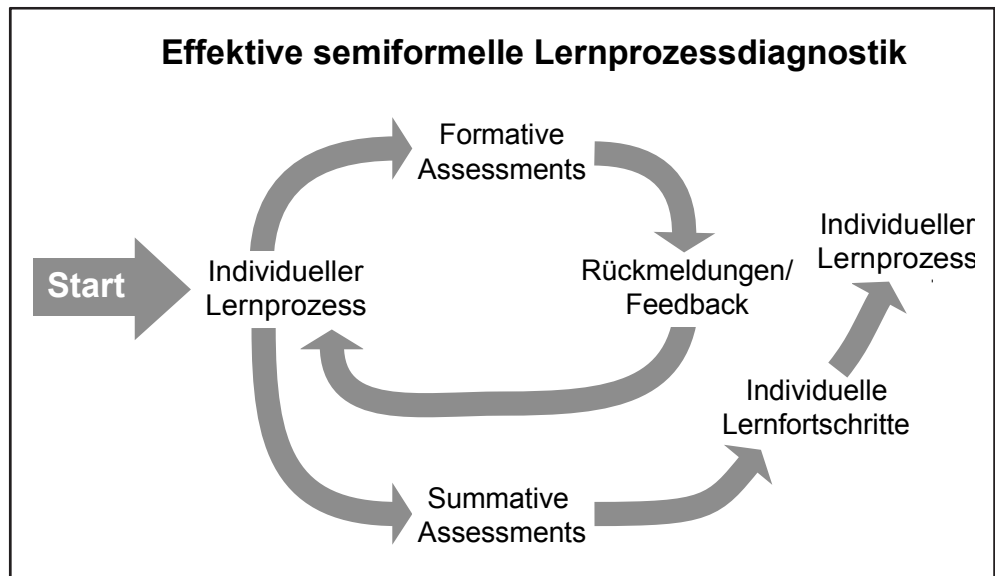 Effektive semiformelle Lernprozessdiagnostik
Formative
Assessments
Start
Individueller
Lernprozess
Rückmeldungen/
Feedback
Individueller
Lernprozess
Individuelle
Lernfortschritte
Summative
Assessments